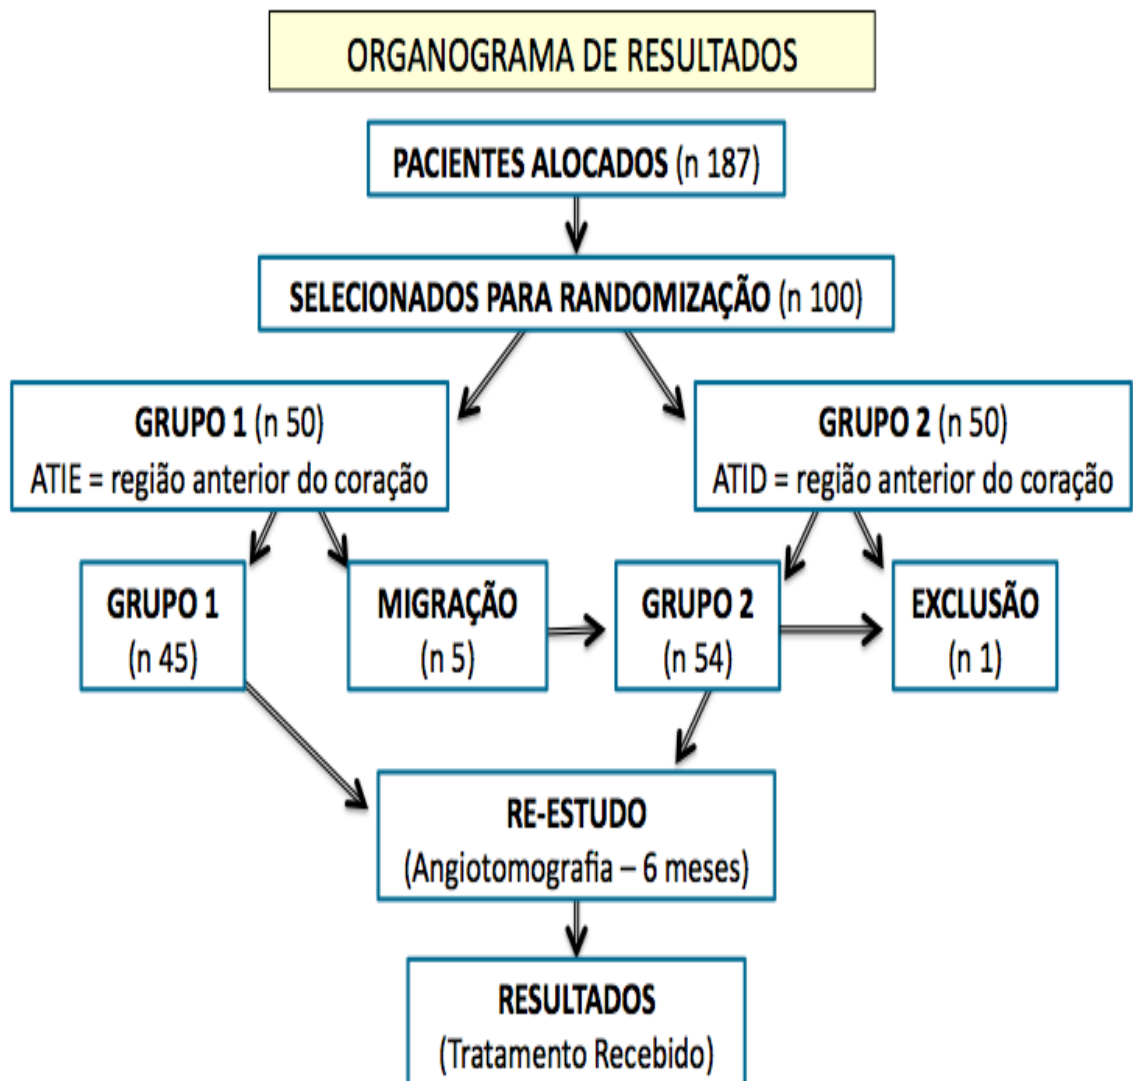 ORGANOGRAMA DE RESULTADOS
PACIENTES ALOCADOS (n 187)
SELECIONADOS PARA RANDOMIZAÇÃO (n 100)
GRUPO 1 (n 50)
ATIE = região anterior do coração
GRUPO 2 (n 50)
ATID = região anterior do coração
GRUPO 1
(n 45)
MIGRAÇÃO
(n 5)
GRUPO 2
(n 54)
EXCLUSÃO
(n 1)
RE-ESTUDO
(Angiotomografia – 6 meses)
RESULTADOS
(Tratamento Recebido)